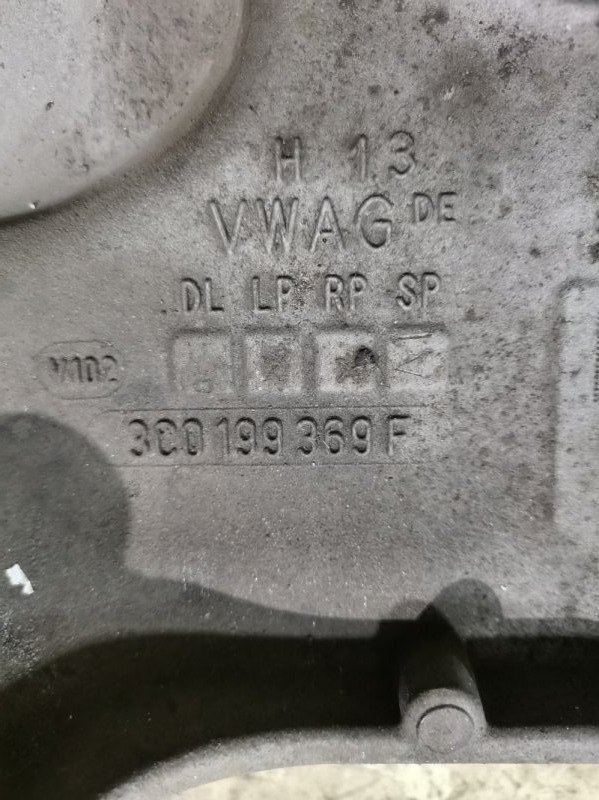 H 13
VWAG DE
DL LP RP SP
3C0 199 369 F